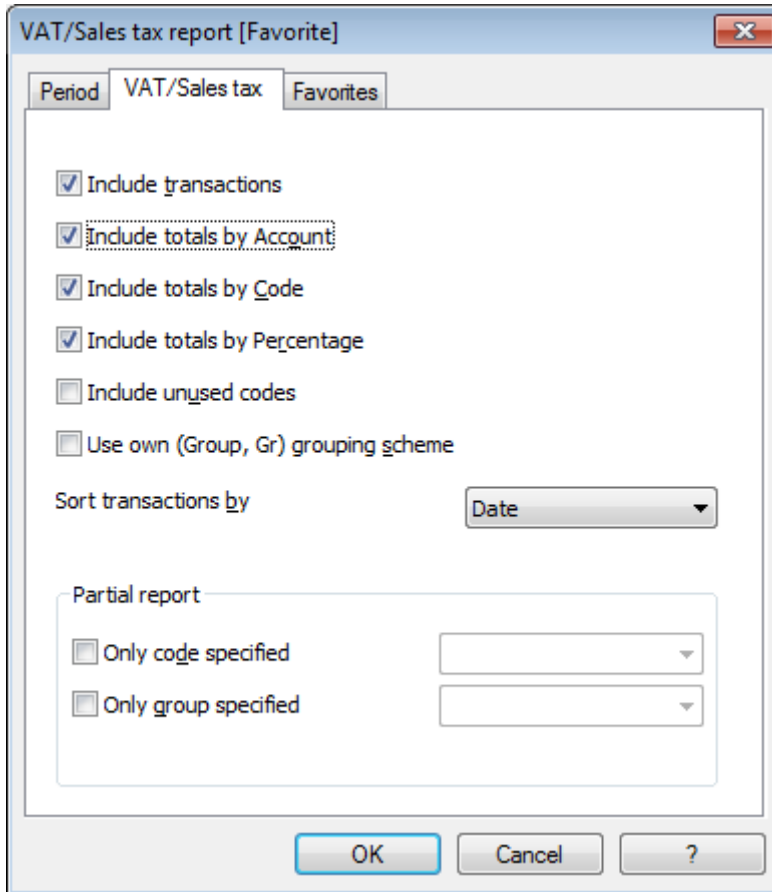 VAT/Sales tax report [Favorite]
Period VAT/Sales tax Favorites
Include transactions
Include totals by Account
Include totals by Code
Include totals by Percentage
Include unused codes
Use own (Group, Gr) grouping scheme
Sort transactions by Date
Partial report
Only code specified
Only group specified
OK Cancel ?